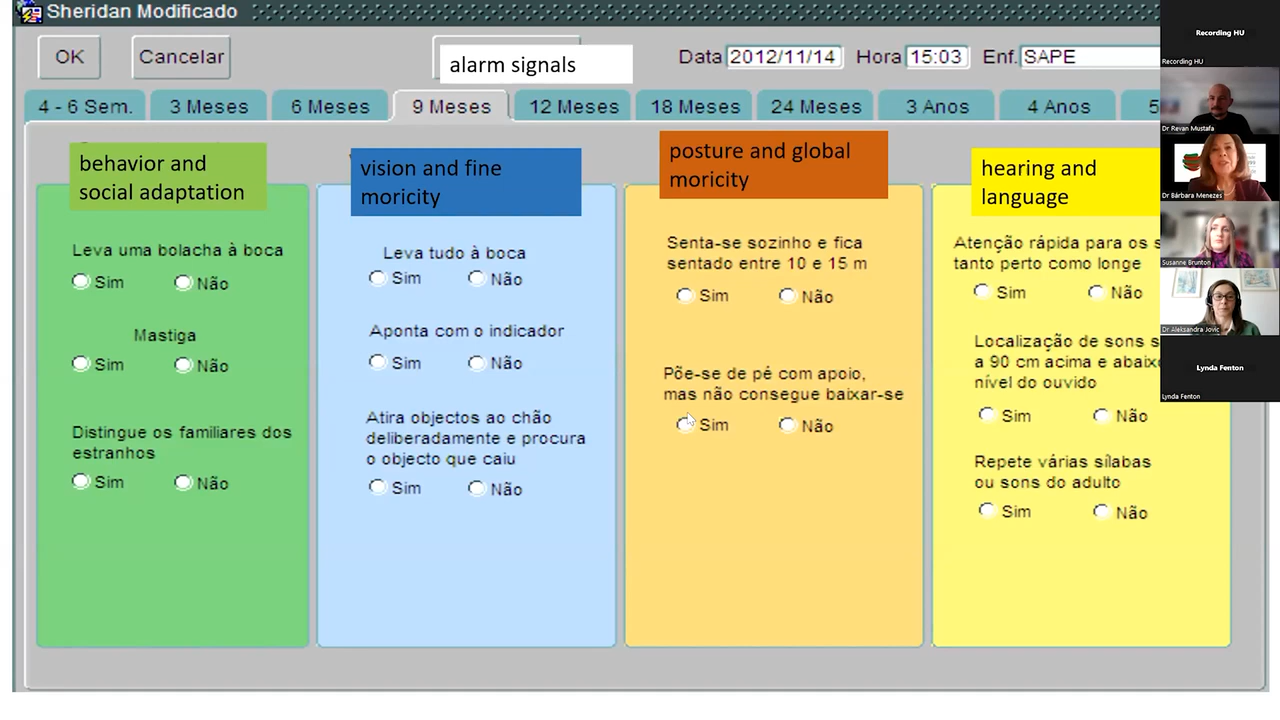 Sheridan Modificado
OK
Cancelar
alarm signals
Data 2012/11/14
Hora 15:03
Enf. SAPE
4 - 6 Sem.
3 Meses
6 Meses
9 Meses
12 Meses
18 Meses
24 Meses
3 Anos
4 Anos
5
behavior and
social adaptation
Leva uma bolacha à boca
Sim Não
Mastiga
Sim Não
Distingue os familiares dos
estranhos
Sim Não
vision and fine
moricity
Leva tudo à boca
Sim Não
Aponta com o indicador
Sim Não
Atira objectos ao chão
deliberadamente e procura
o objecto que caiu
Sim Não
posture and global
moricity
Senta-se sozinho e fica
sentado entre 10 e 15 m
Sim Não
Põe-se de pé com apoio,
mas não consegue baixar-se
Sim Não
hearing and
language
Atenção rápida para os s
tanto perto como longe
Sim Não
Localização de sons s
a 90 cm acima e abaix
nível do ouvido
Sim Não
Repete várias sílabas
ou sons do adulto
Sim Não
Recording HU
Recording HU
Dr Revan Mustafa
Dr Bárbara Menezes
Susanne Brunton
Dr Aleksandra Jovic
Lynda Fenton
Lynda Fenton